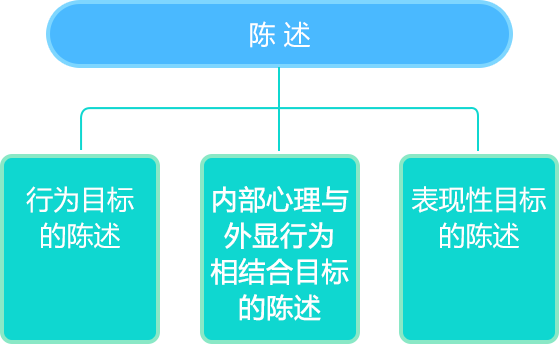 陈 述
行为目标
的陈述
内部心理与
外显行为
相结合目标
的陈述
表现性目标
的陈述